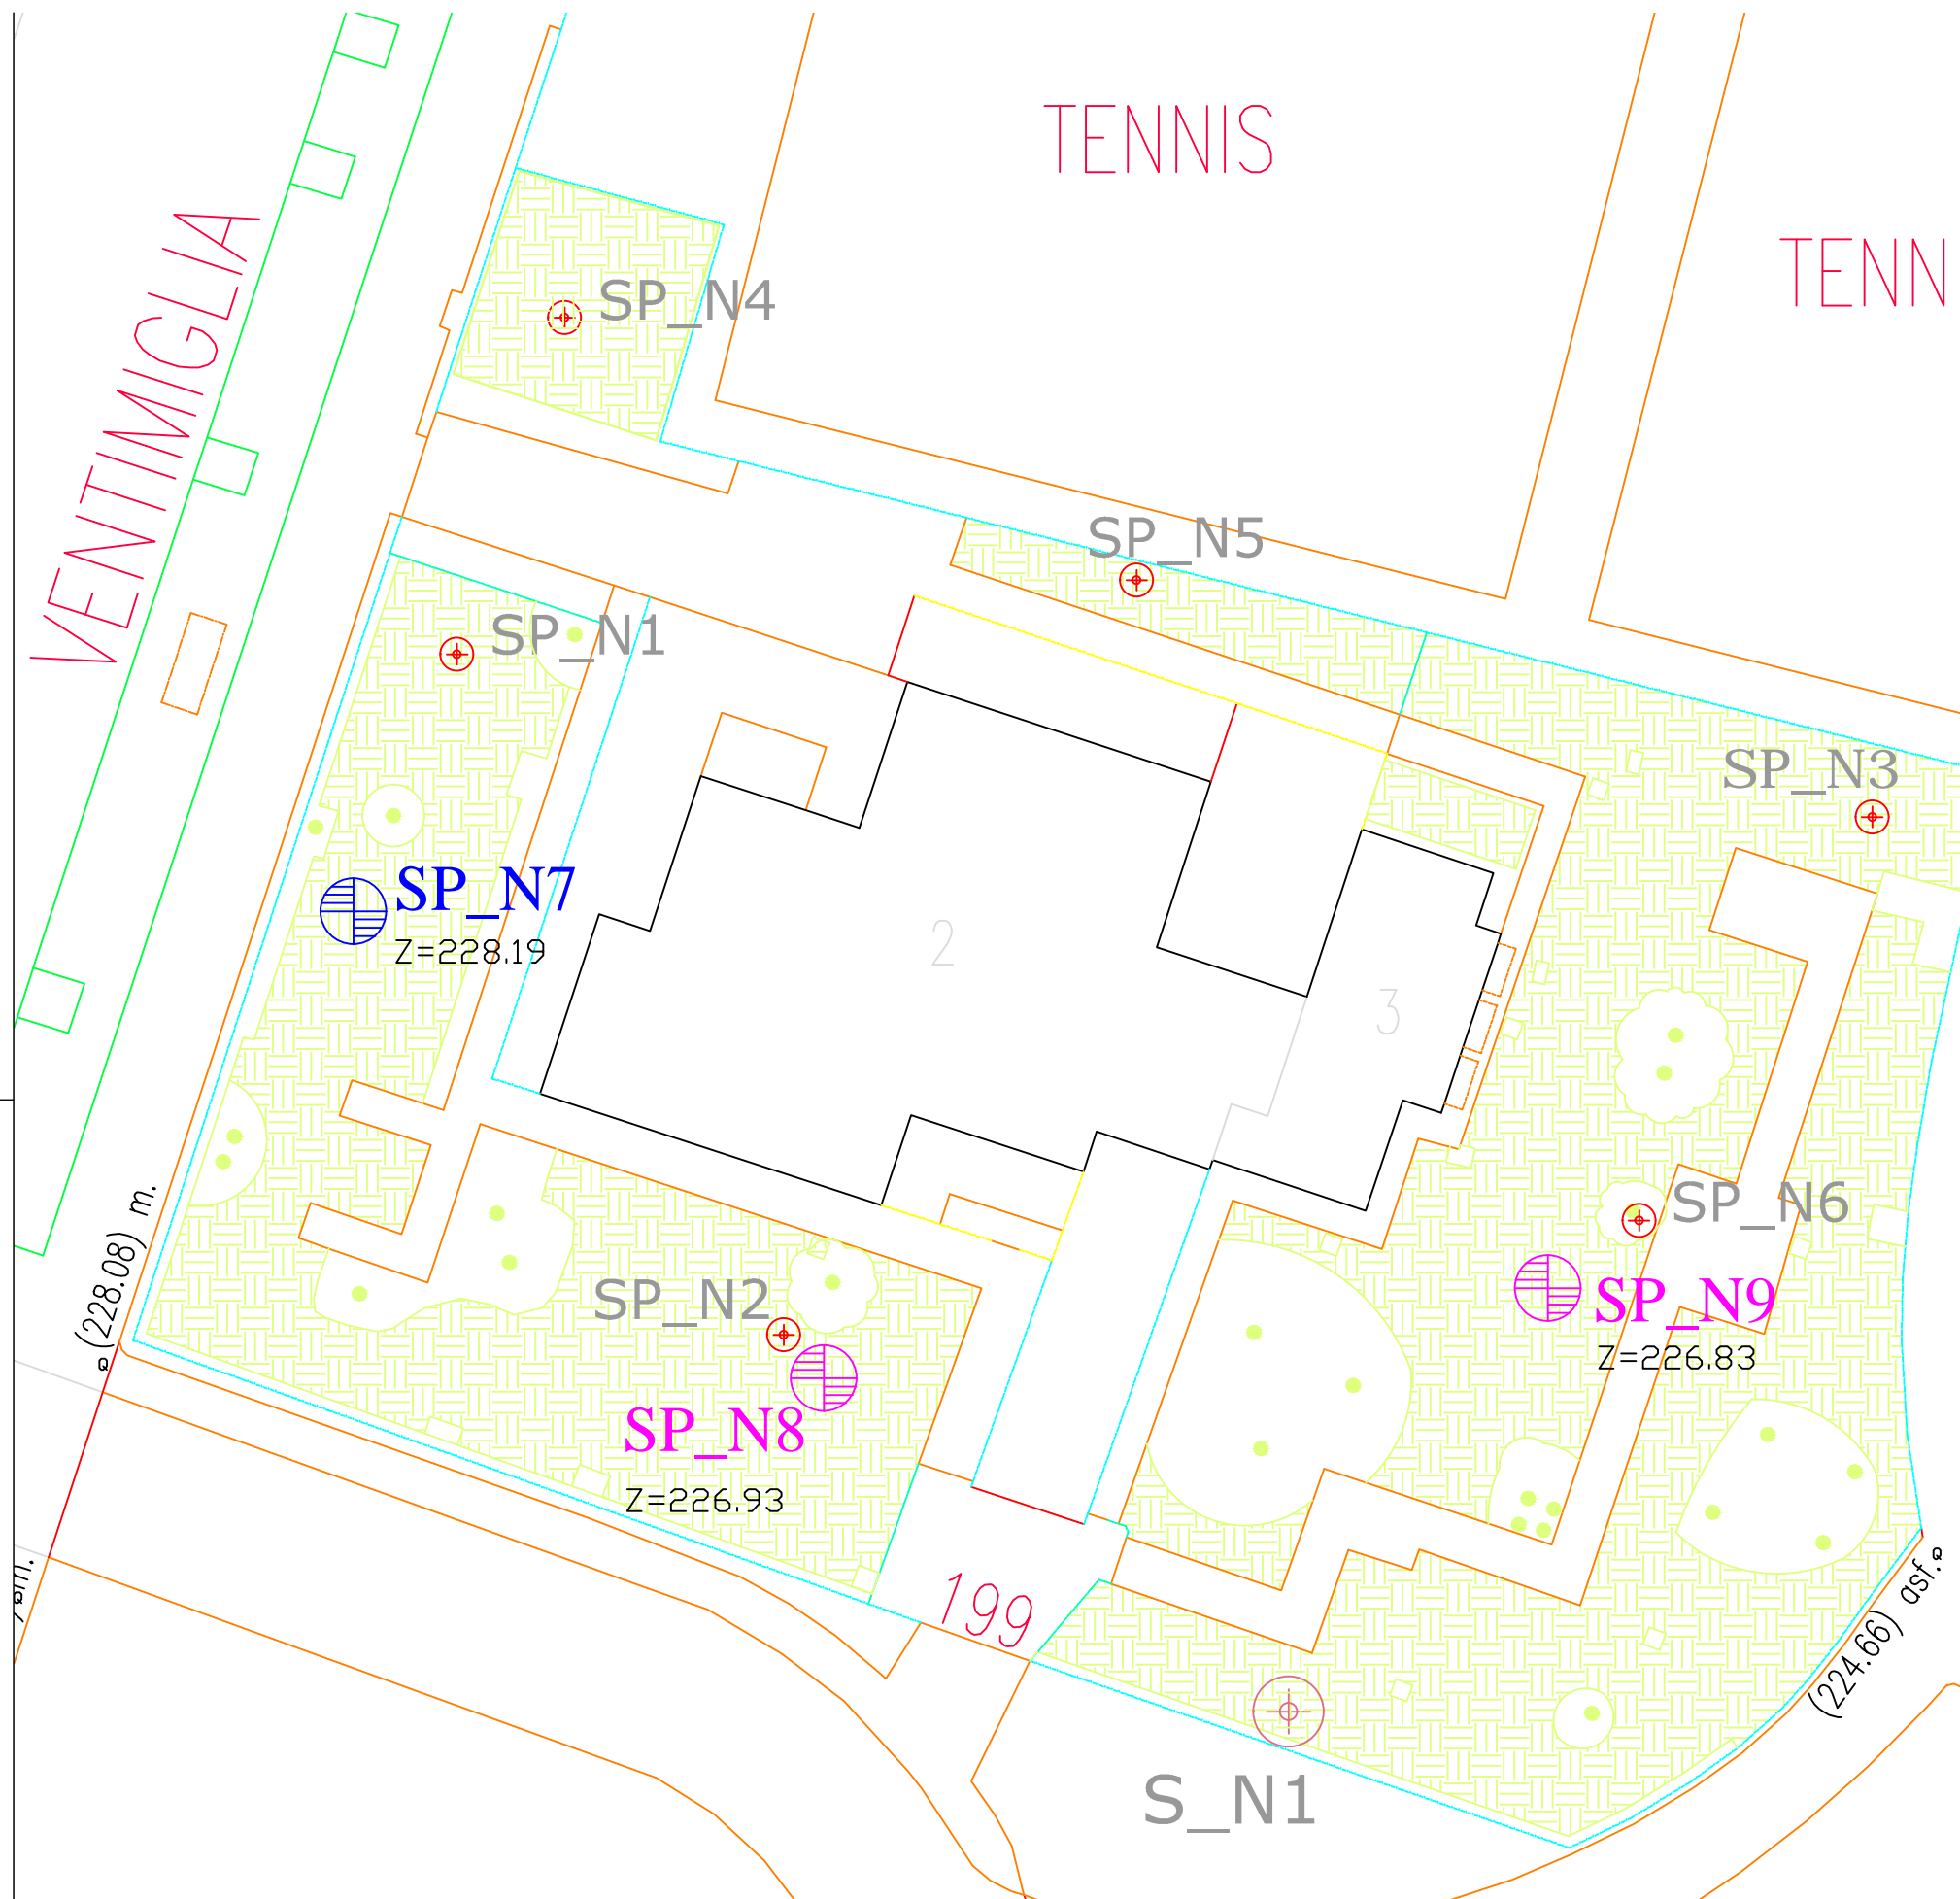 TENNIS
TENN
VENTIMIGLIA
SP_N4
SP_N5
SP_N1
SP_N3
SP_N7
Z=228.19
2
3
SP_N6
(228.08) m.
SP_N2
SP_N9
Z=226.83
SP_N8
Z=226.93
199
asf.
(224.66)
S_N1